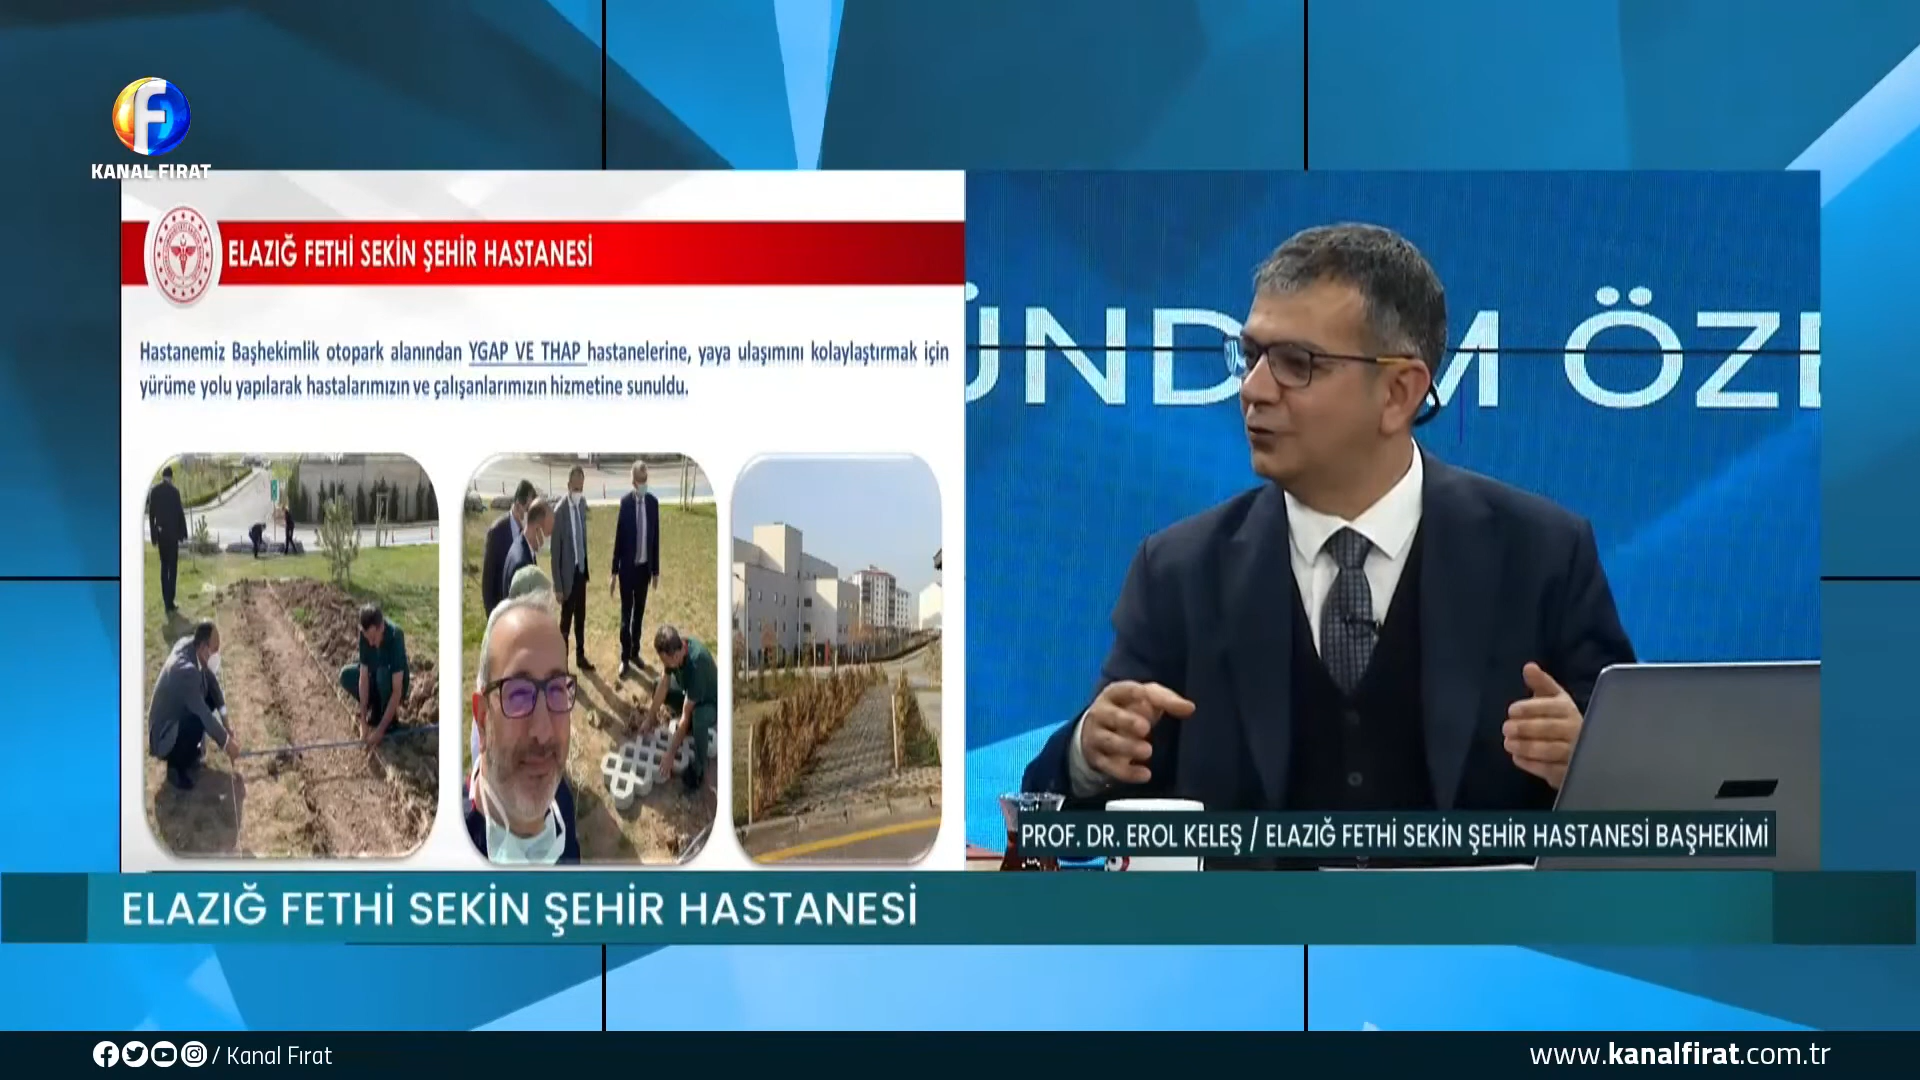 KANAL FIRAT
ELAZIĞ FETHİ SEKİN ŞEHİR HASTANESİ
Hastanemiz Başhekimlik otopark alanından YGAP VE THAP hastanelerine, yaya ulaşımını kolaylaştırmak için
yürüme yolu yapılarak hastalarımızın ve çalışanlarımızın hizmetine sunuldu.
ÜNDEM ÖZE
PROF. DR. EROL KELEŞ / ELAZIĞ FETHİ SEKİN ŞEHİR HASTANESİ BAŞHEKİMİ
ELAZIĞ FETHİ SEKİN ŞEHİR HASTANESİ
/ Kanal Fırat
www.kanalfirat.com.tr